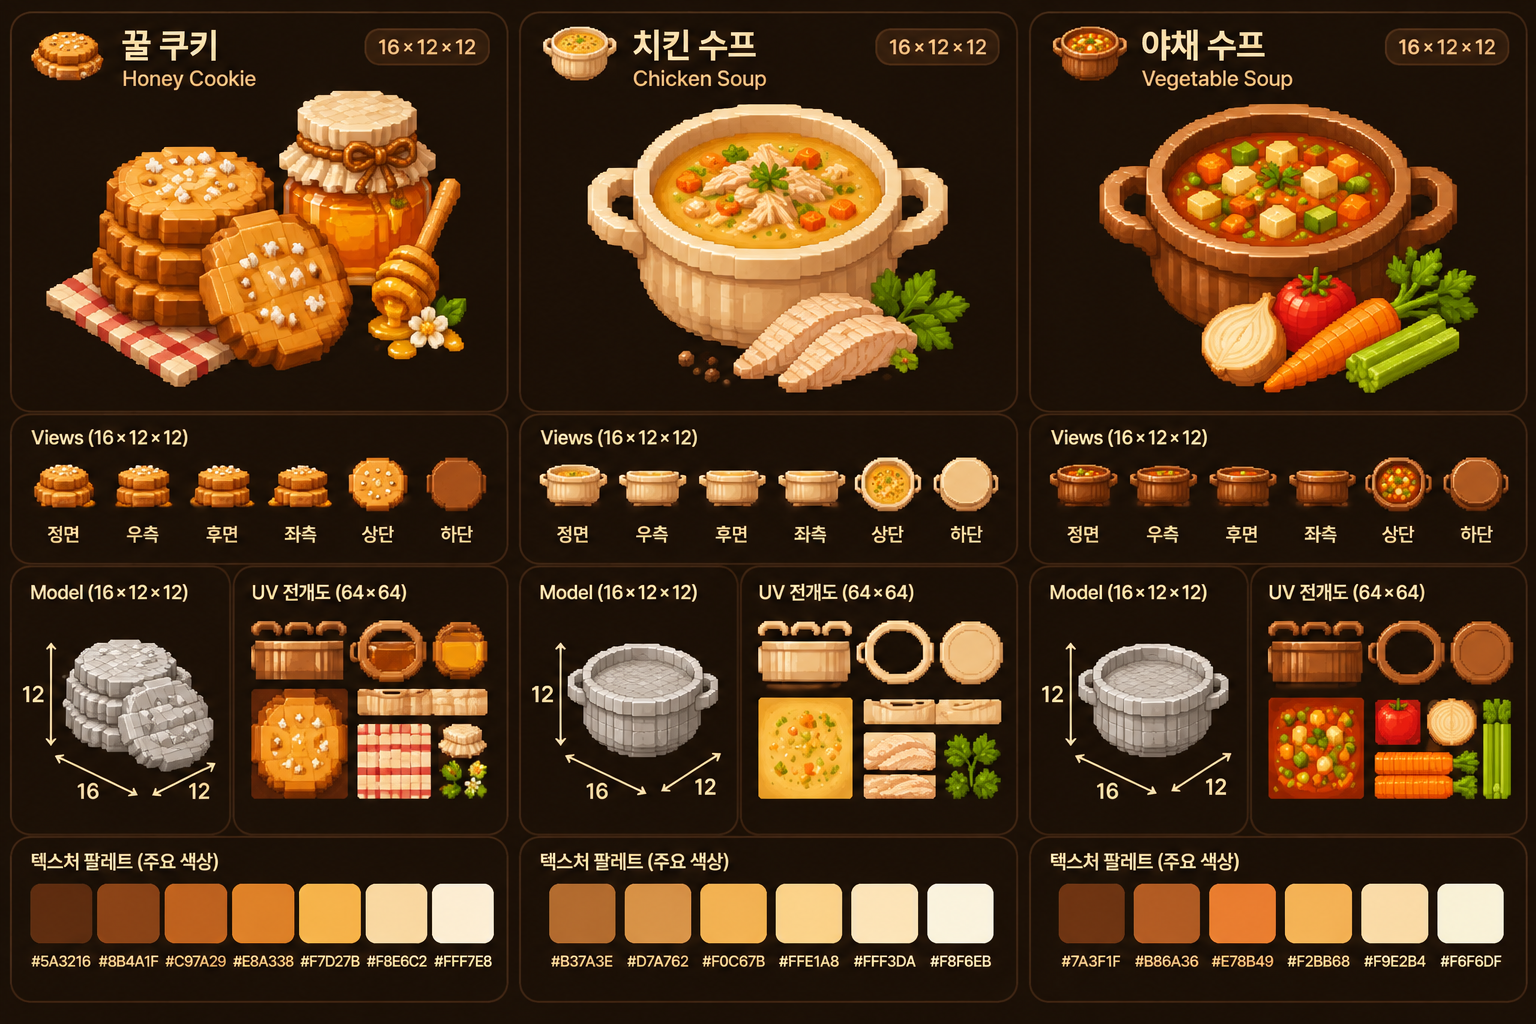 꿀 쿠키
Honey Cookie
16×12×12
Views (16×12×12)
정면 우측 후면 좌측 상단 하단
Model (16×12×12)
12
16
12
UV 전개도 (64×64)
텍스처 팔레트 (주요 색상)
#5A3216 #8B4A1F #C97A29 #E8A338 #F7D27B #F8E6C2 #FFF7E8
치킨 수프
Chicken Soup
16×12×12
Views (16×12×12)
정면 우측 후면 좌측 상단 하단
Model (16×12×12)
12
16
12
UV 전개도 (64×64)
텍스처 팔레트 (주요 색상)
#B37A3E #D7A762 #F0C67B #FFE1A8 #FFF3DA #F8F6EB
야채 수프
Vegetable Soup
16×12×12
Views (16×12×12)
정면 우측 후면 좌측 상단 하단
Model (16×12×12)
12
16
12
UV 전개도 (64×64)
텍스처 팔레트 (주요 색상)
#7A3F1F #B86A36 #E78B49 #F2BB68 #F9E2B4 #F6F6DF